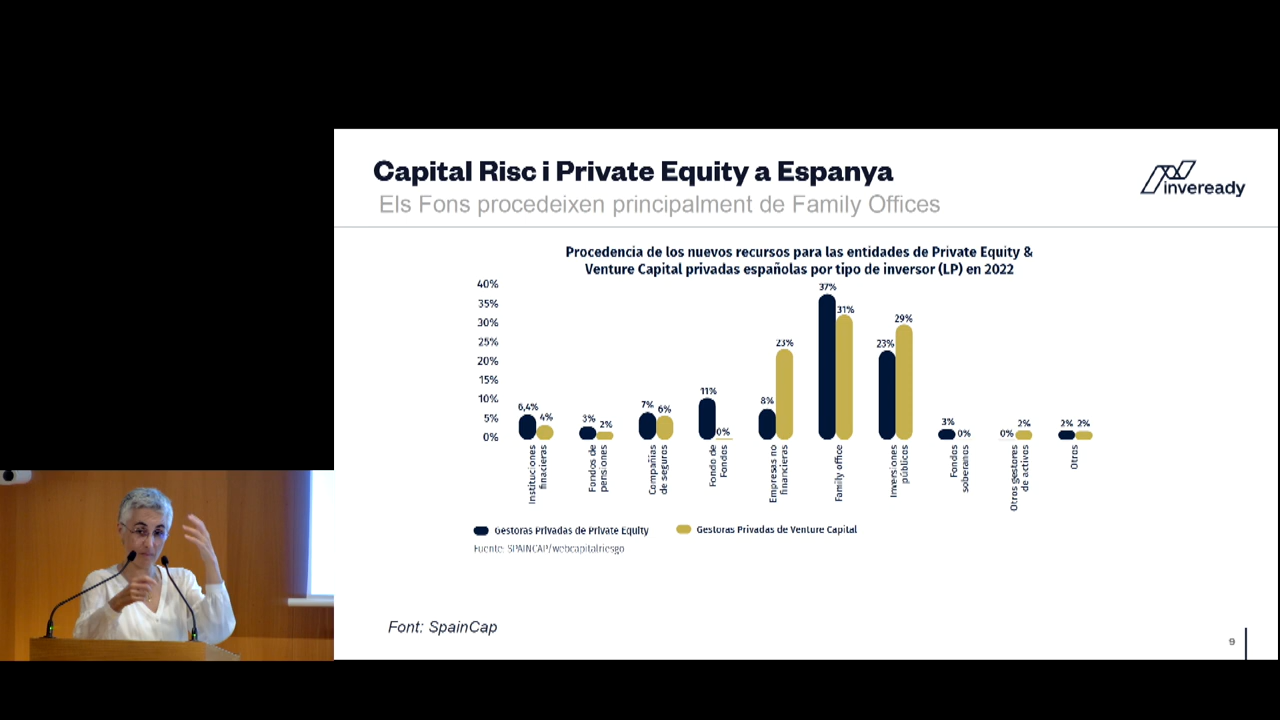 Capital Risc i Private Equity a Espanya
Els Fons procedeixen principalment de Family Offices
inveready
Procedencia de los nuevos recursos para las entidades de Private Equity &
Venture Capital privadas españolas por tipo de inversor (LP) en 2022
40%
35%
30%
25%
20%
15%
10%
5%
0%
6,4%
4%
3%
2%
7%
6%
11%
0%
8%
23%
37%
31%
23%
29%
3%
0%
0%
2%
2%
2%
Instituciones
finacieras
Fondos de
pensiones
Compañías
de seguros
Fondo de
Fondos
Empresas no
financieras
Family office
Inversiones
públicos
Fondos
soberanos
Otros gestores
de activos
Otros
Gestoras Privadas de Private Equity
Gestoras Privadas de Venture Capital
Fuente: SPAINCAP/webcapitalriesgo
Font: SpainCap
9